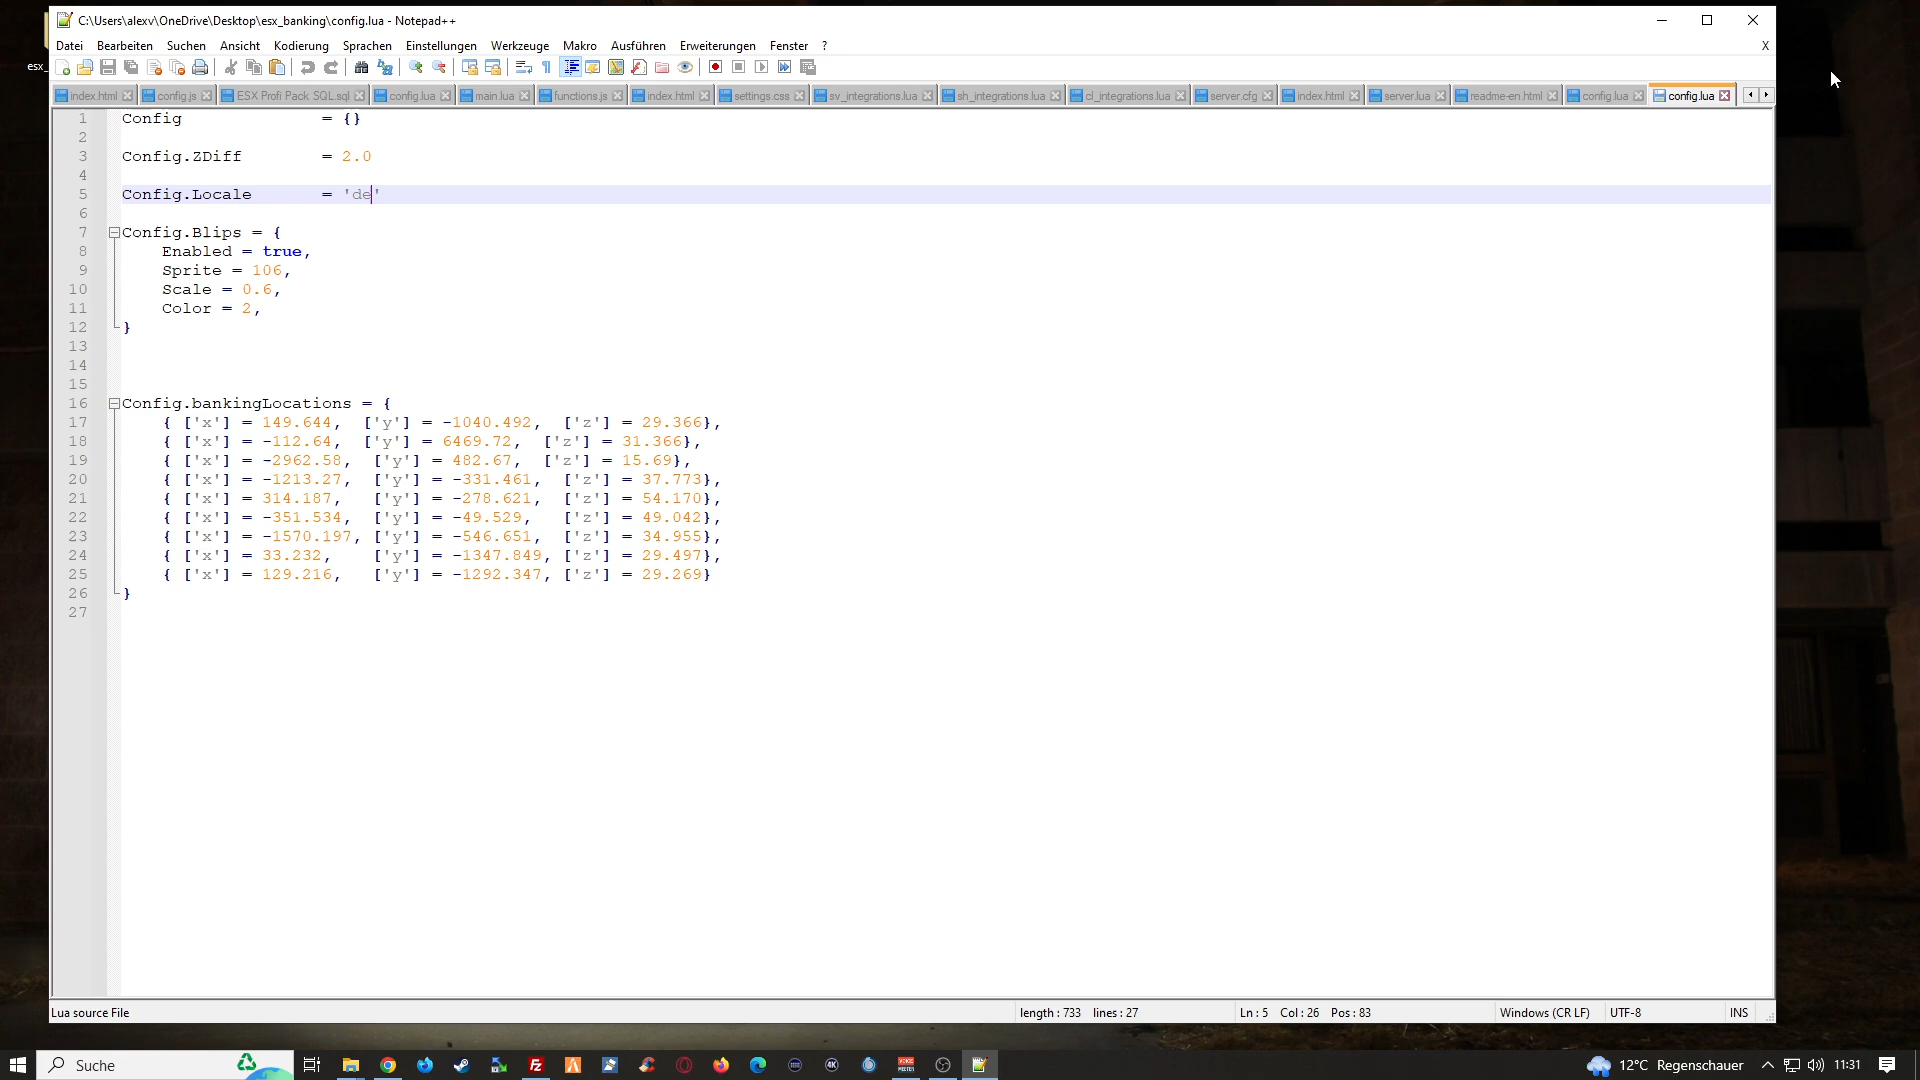 C:\Users\alexv\OneDrive\Desktop\esx_banking\config.lua - Notepad++
Datei Bearbeiten Suchen Ansicht Kodierung Sprachen Einstellungen Werkzeuge Makro Ausführen Erweiterungen Fenster ? X
esx_
index.html config.js ESX Profi Pack SQL.sql config.lua main.lua functions.js index.html settings.css sv_integrations.lua sh_integrations.lua cl_integrations.lua server.cfg index.html server.lua readme-en.html config.lua config.lua
1 Config = {}
2
3 Config.ZDiff = 2.0
4
5 Config.Locale = 'de'
6
7 Config.Blips = {
8 Enabled = true,
9 Sprite = 106,
10 Scale = 0.6,
11 Color = 2,
12 }
13
14
15
16 Config.bankingLocations = {
17 { ['x'] = 149.644, ['y'] = -1040.492, ['z'] = 29.366},
18 { ['x'] = -112.64, ['y'] = 6469.72, ['z'] = 31.366},
19 { ['x'] = -2962.58, ['y'] = 482.67, ['z'] = 15.69},
20 { ['x'] = -1213.27, ['y'] = -331.461, ['z'] = 37.773},
21 { ['x'] = 314.187, ['y'] = -278.621, ['z'] = 54.170},
22 { ['x'] = -351.534, ['y'] = -49.529, ['z'] = 49.042},
23 { ['x'] = -1570.197, ['y'] = -546.651, ['z'] = 34.955},
24 { ['x'] = 33.232, ['y'] = -1347.849, ['z'] = 29.497},
25 { ['x'] = 129.216, ['y'] = -1292.347, ['z'] = 29.269}
26 }
27
Lua source File length : 733 lines : 27 Ln : 5 Col : 26 Pos : 83 Windows (CR LF) UTF-8 INS
Suche 4K 12°C Regenschauer 11:31